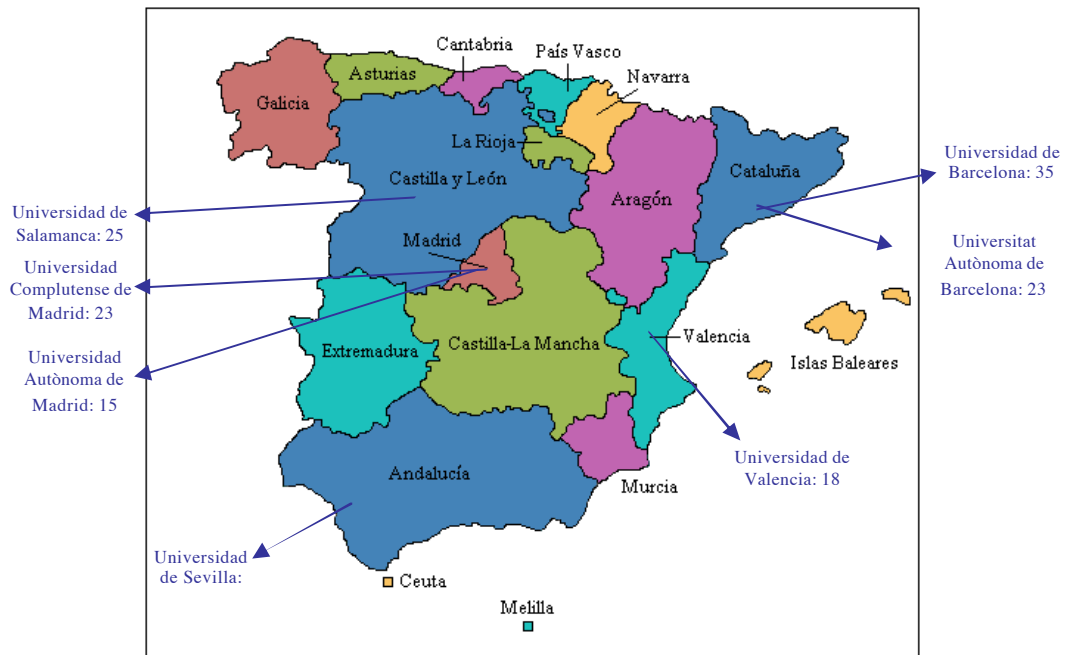 Cantabria
País Vasco
Asturias
Navarra
Galicia
La Rioja
Castilla y León
Cataluña
Aragón
Madrid
Castilla-La Mancha
Valencia
Extremadura
Islas Baleares
Andalucía
Murcia
Ceuta
Melilla
Universidad de
Barcelona: 35
Universitat
Autònoma de
Barcelona: 23
Universidad de
Salamanca: 25
Universidad
Complutense de
Madrid: 23
Universidad
Autònoma de
Madrid: 15
Universidad de
Valencia: 18
Universidad
de Sevilla: